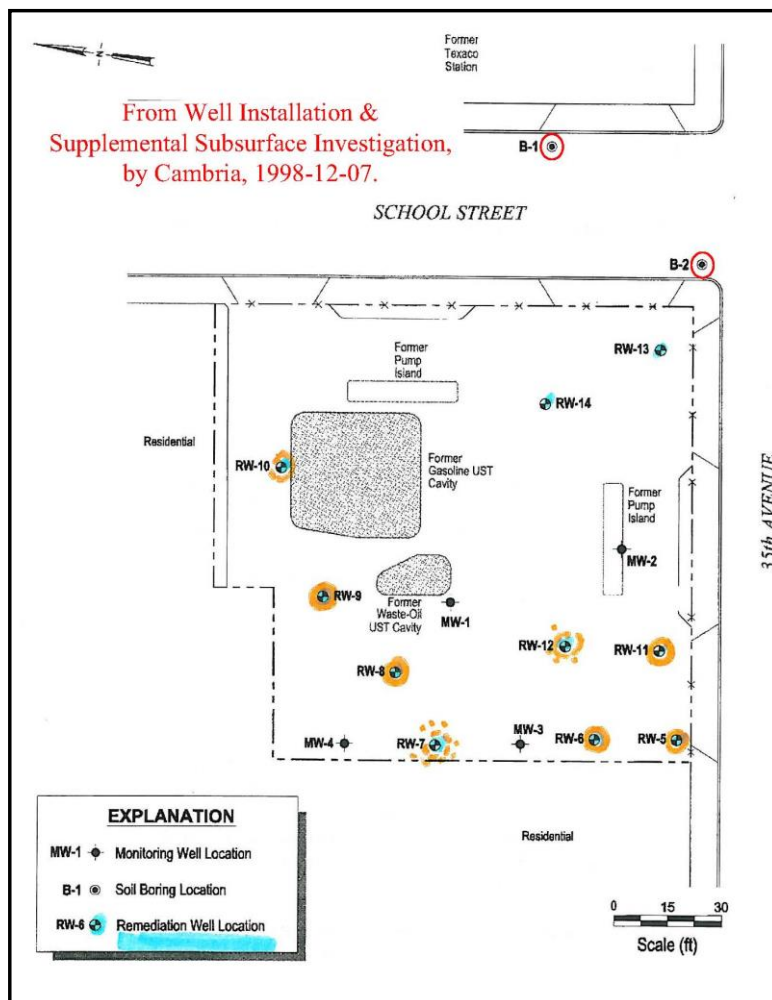 Former
Texaco
Station
N
From Well Installation &
Supplemental Subsurface Investigation,
by Cambria, 1998-12-07.
B-1
SCHOOL STREET
B-2
RW-13
Former
Pump
Island
RW-14
Residential
RW-10
Former
Gasoline UST
Cavity
Former
Pump
Island
35th AVENUE
MW-2
RW-9
Former
Waste-Oil
UST Cavity
MW-1
RW-12
RW-11
RW-8
MW-4
RW-7
MW-3
RW-6
RW-5
EXPLANATION
MW-1 Monitoring Well Location
B-1 Soil Boring Location
RW-6 Remediation Well Location
Residential
0 15 30
Scale (ft)